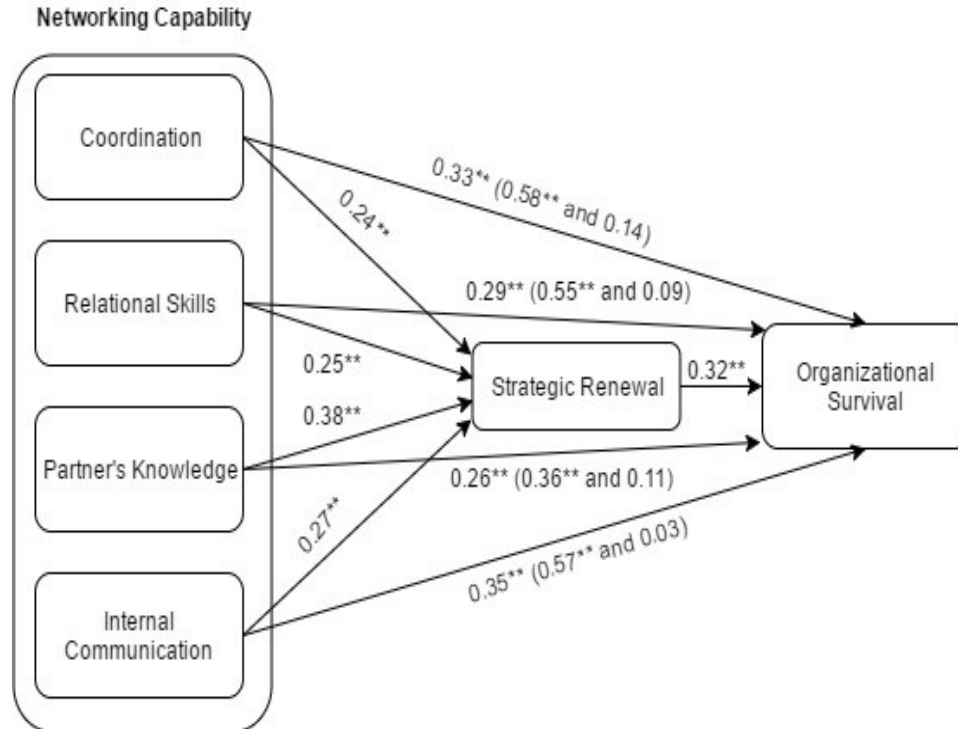 Networking Capability
Coordination
0.33** (0.58** and 0.14)
0.24**
Relational Skills
0.29** (0.55** and 0.09)
0.25**
Strategic Renewal
0.32**
Organizational
Survival
0.38**
Partner's Knowledge
0.26** (0.36** and 0.11)
0.27**
0.35** (0.57** and 0.03)
Internal
Communication